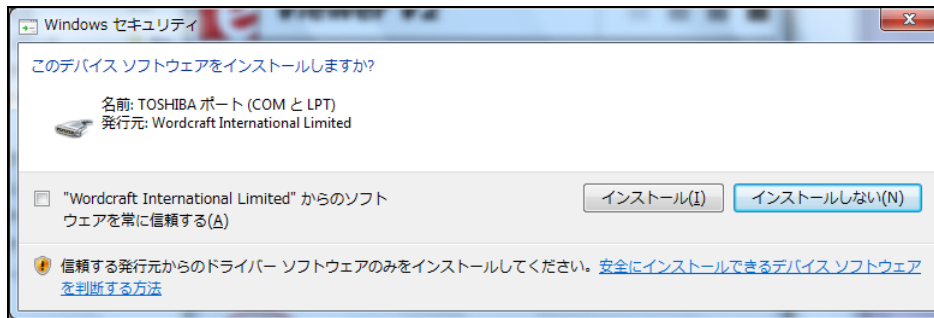 Windows セキュリティ
このデバイス ソフトウェアをインストールしますか?
名前: TOSHIBA ポート (COM と LPT)
発行元: Wordcraft International Limited
"Wordcraft International Limited" からのソフト
ウェアを常に信頼する(A)
インストール(I)
インストールしない(N)
信頼する発行元からのドライバー ソフトウェアのみをインストールしてください。安全にインストールできるデバイス ソフトウェア
を判断する方法